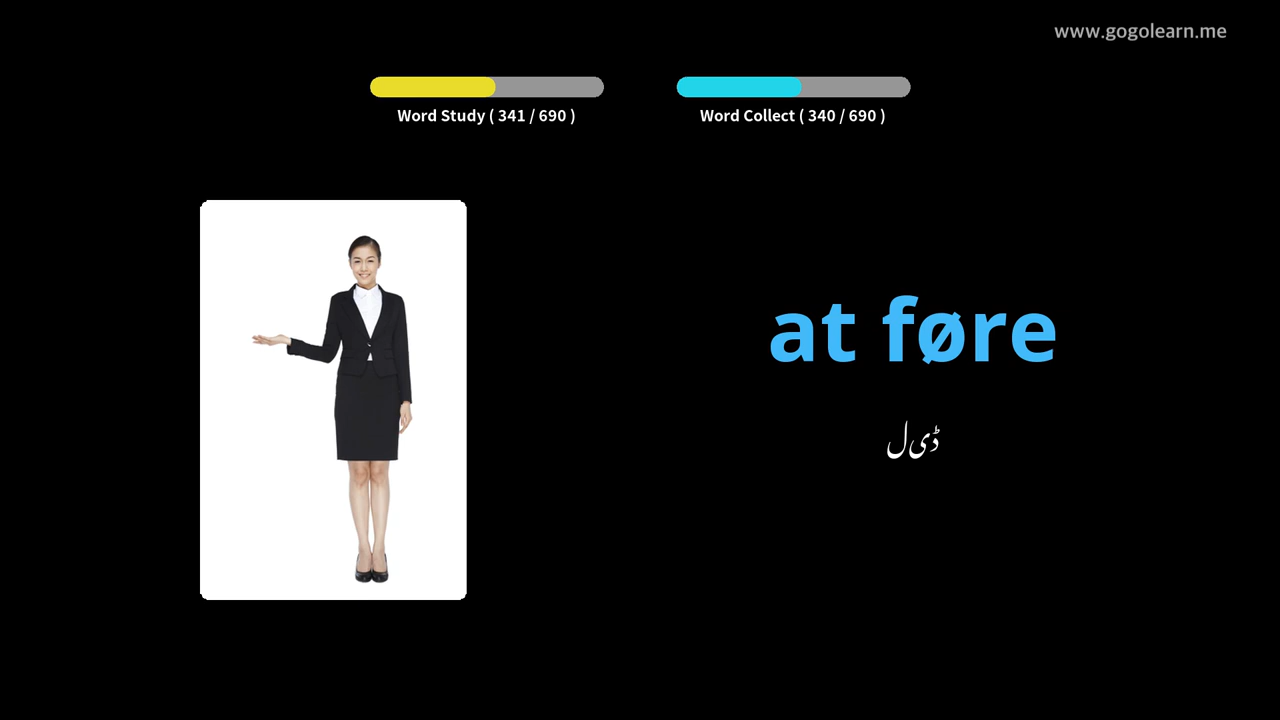 www.gogolearn.me
Word Study ( 341 / 690 )
Word Collect ( 340 / 690 )
at føre
ڈیل